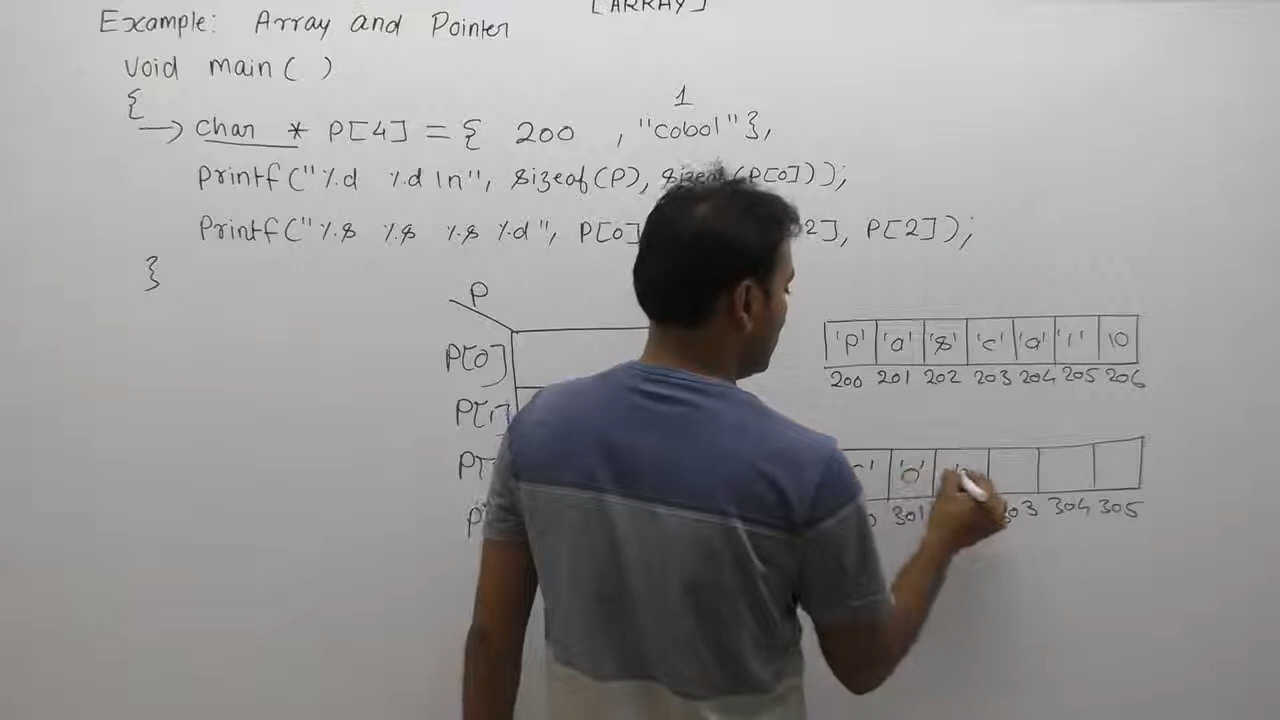 [ARRAY]
Example: Array and Pointer
void main( )
{
1
→ char * P[4] = { 200 , "cobol"},
Printf("%d %d \n", sizeof(P), sizeof(P[0]));
Printf("%s %s %s %d", P[0] 2], P[2]);
}
P
P[0] 'p' 'a' 's' 'c' 'a' 'l' \0
200 201 202 203 204 205 206
P[1]
'o'
301 303 304 305